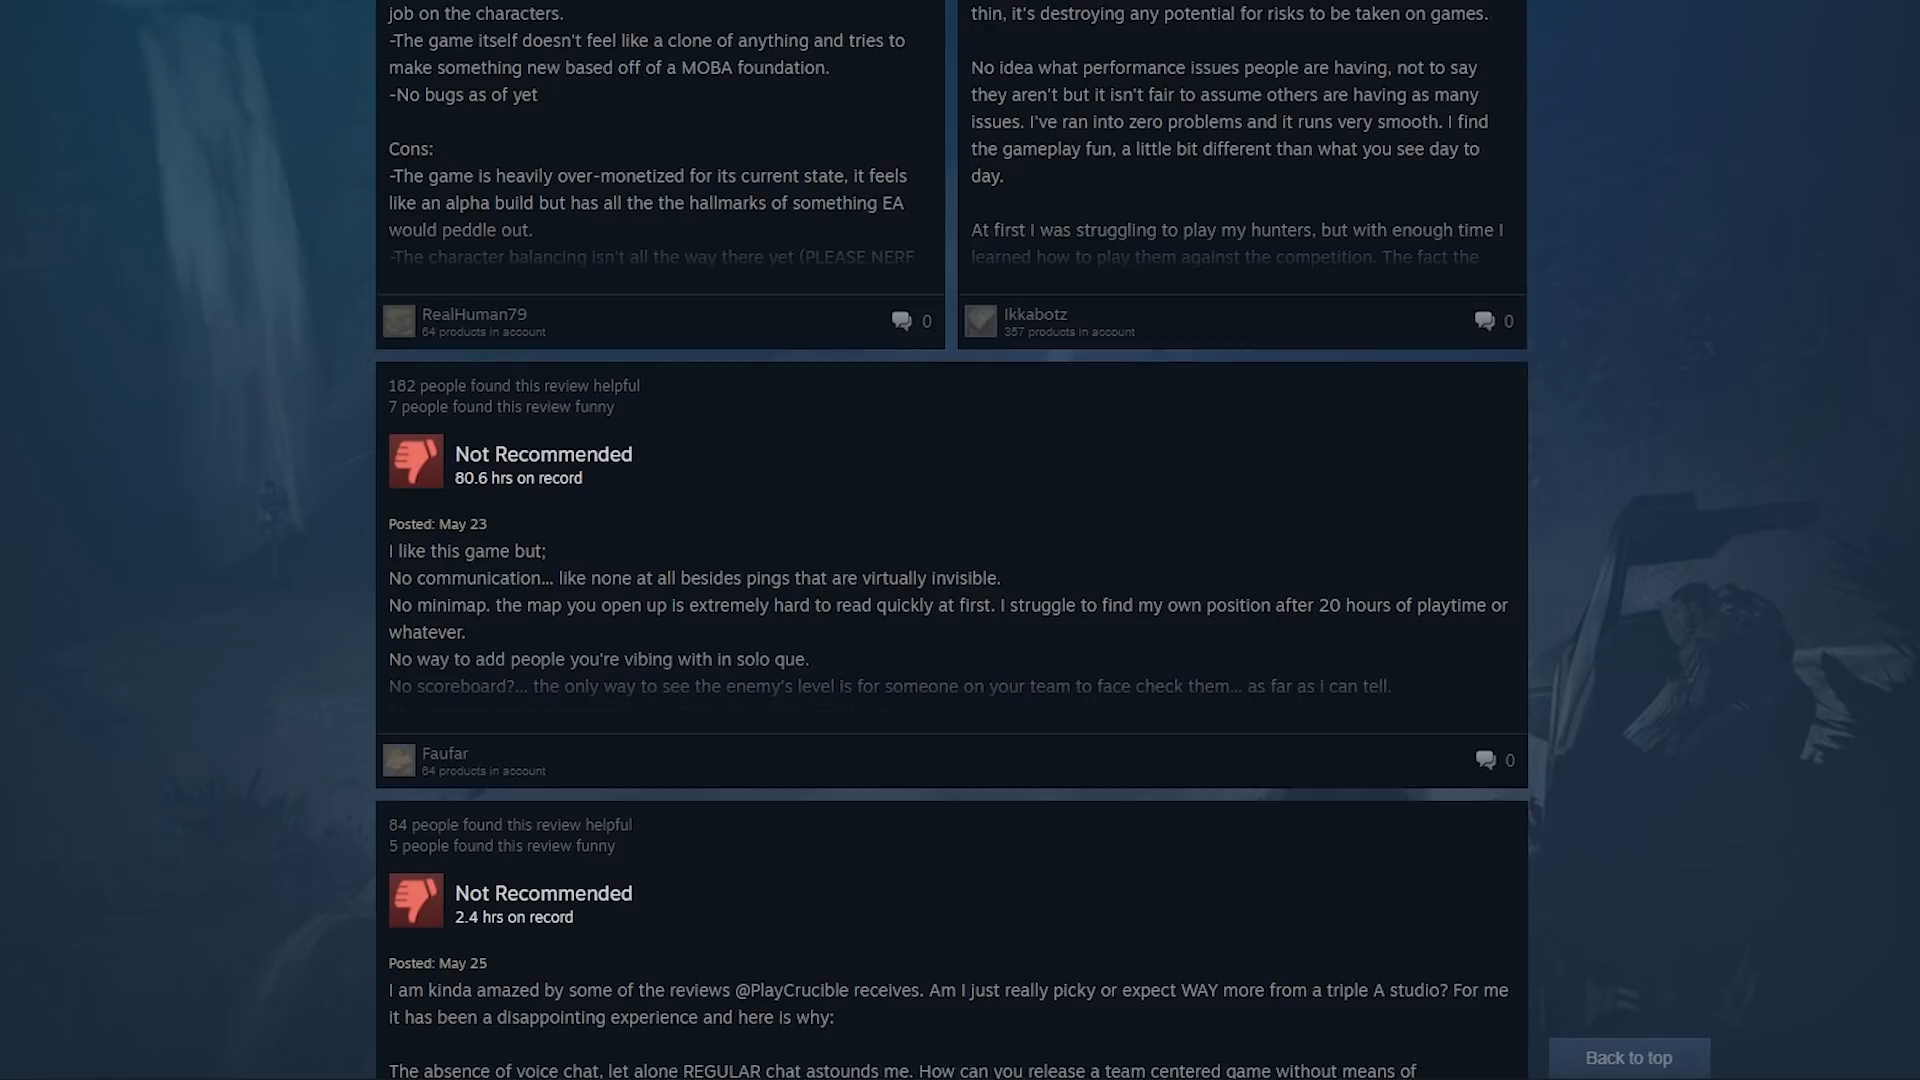 job on the characters.
-The game itself doesn't feel like a clone of anything and tries to
make something new based off of a MOBA foundation.
-No bugs as of yet
Cons:
-The game is heavily over-monetized for its current state, it feels
like an alpha build but has all the the hallmarks of something EA
would peddle out.
-The character balancing isn't all the way there yet (PLEASE NERF
RealHuman79
64 products in account
0
thin, it's destroying any potential for risks to be taken on games.
No idea what performance issues people are having, not to say
they aren't but it isn't fair to assume others are having as many
issues. I've ran into zero problems and it runs very smooth. I find
the gameplay fun, a little bit different than what you see day to
day.
At first I was struggling to play my hunters, but with enough time I
learned how to play them against the competition. The fact the
Ikkabotz
357 products in account
0
182 people found this review helpful
7 people found this review funny
Not Recommended
80.6 hrs on record
Posted: May 23
I like this game but;
No communication... like none at all besides pings that are virtually invisible.
No minimap. the map you open up is extremely hard to read quickly at first. I struggle to find my own position after 20 hours of playtime or
whatever.
No way to add people you're vibing with in solo que.
No scoreboard?... the only way to see the enemy's level is for someone on your team to face check them... as far as i can tell.
Faufar
64 products in account
0
84 people found this review helpful
5 people found this review funny
Not Recommended
2.4 hrs on record
Posted: May 25
I am kinda amazed by some of the reviews @PlayCrucible receives. Am I just really picky or expect WAY more from a triple A studio? For me
it has been a disappointing experience and here is why:
The absence of voice chat, let alone REGULAR chat astounds me. How can you release a team centered game without means of
Back to top